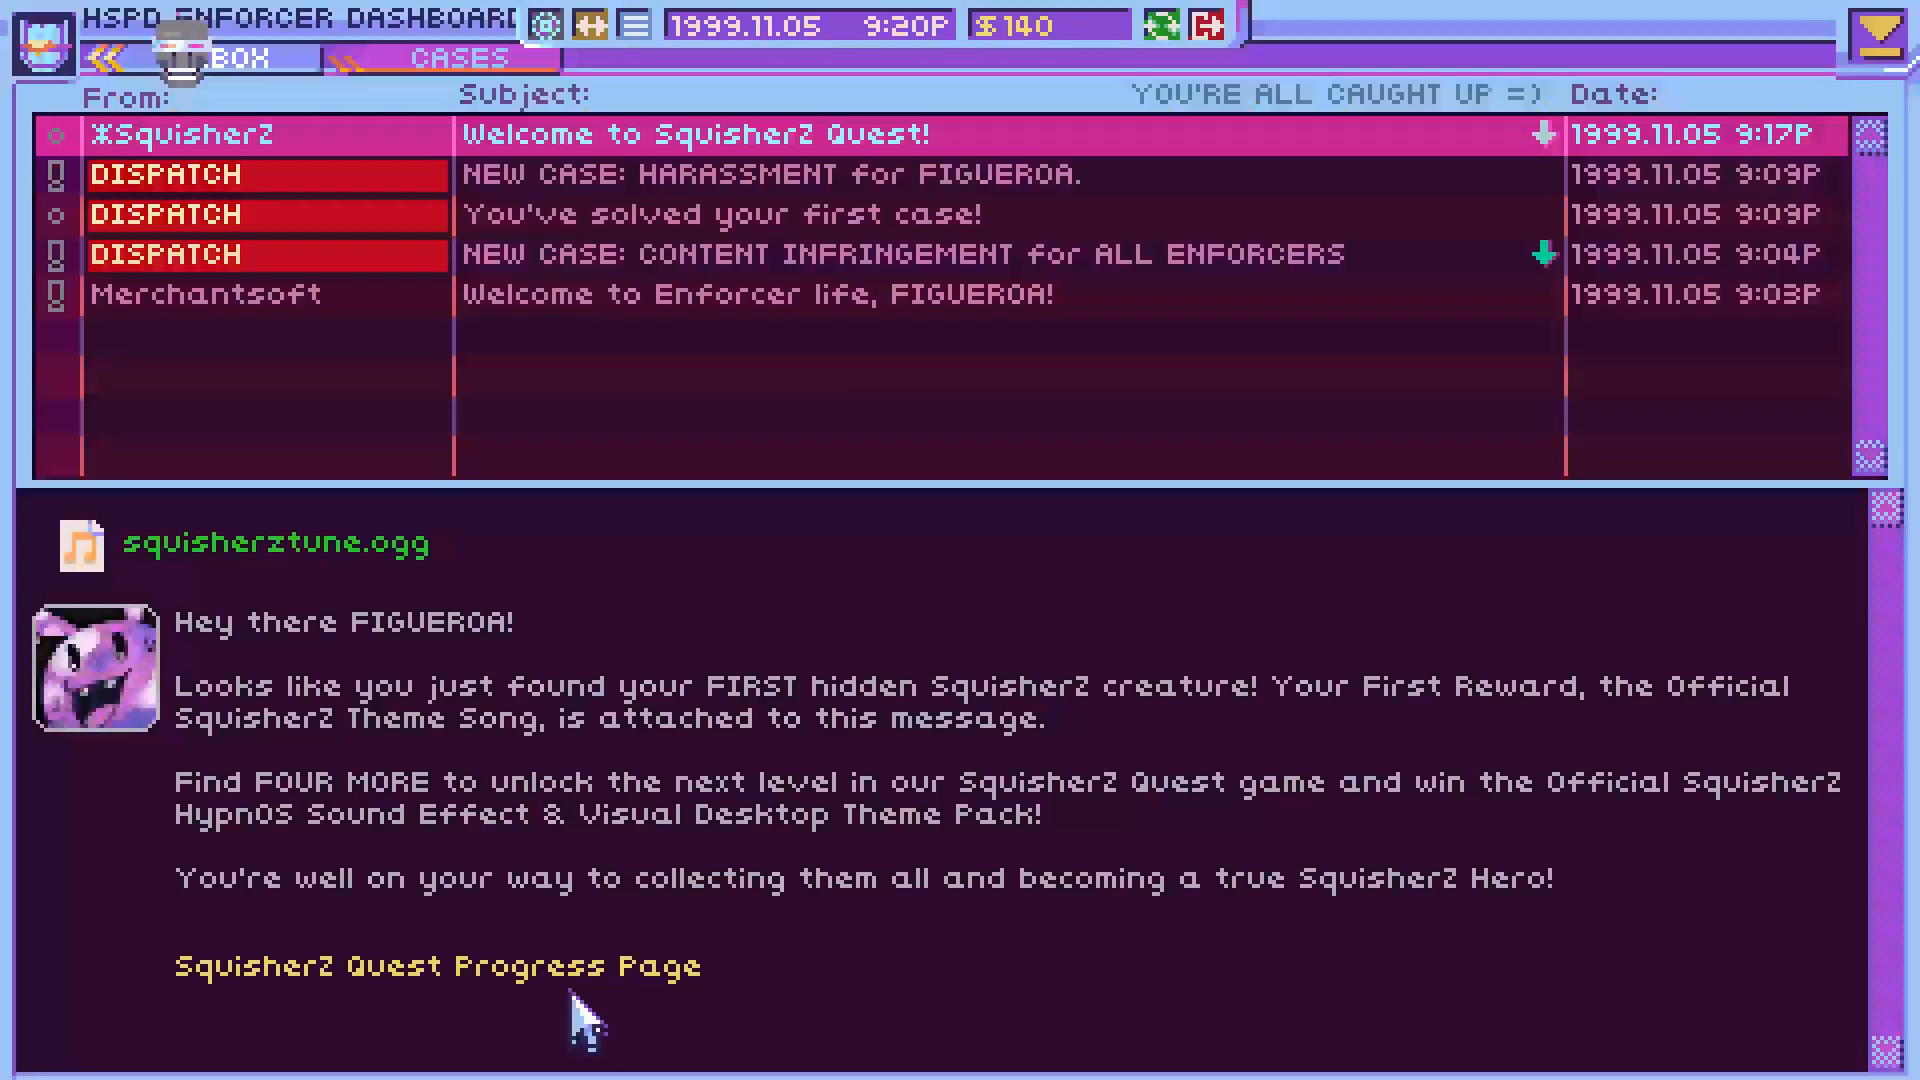 HSPD ENFORCER DASHBOARD
1999.11.05 9:20P
140
BOX
CASES
From:
Subject:
YOU'RE ALL CAUGHT UP =)
Date:
SquisherZ Welcome to SquisherZ Quest! 1999.11.05 9:17P
DISPATCH NEW CASE: HARASSMENT for FIGUEROA. 1999.11.05 9:09P
DISPATCH You've solved your first case! 1999.11.05 9:09P
DISPATCH NEW CASE: CONTENT INFRINGEMENT for ALL ENFORCERS 1999.11.05 9:04P
Merchantsoft Welcome to Enforcer life, FIGUEROA! 1999.11.05 9:03P
squisherztune.ogg
Hey there FIGUEROA!
Looks like you just found your FIRST hidden SquisherZ creature! Your First Reward, the Official
SquisherZ Theme Song, is attached to this message.
Find FOUR MORE to unlock the next level in our SquisherZ Quest game and win the Official SquisherZ
HypnOS Sound Effect & Visual Desktop Theme Pack!
You're well on your way to collecting them all and becoming a true SquisherZ Hero!
SquisherZ Quest Progress Page